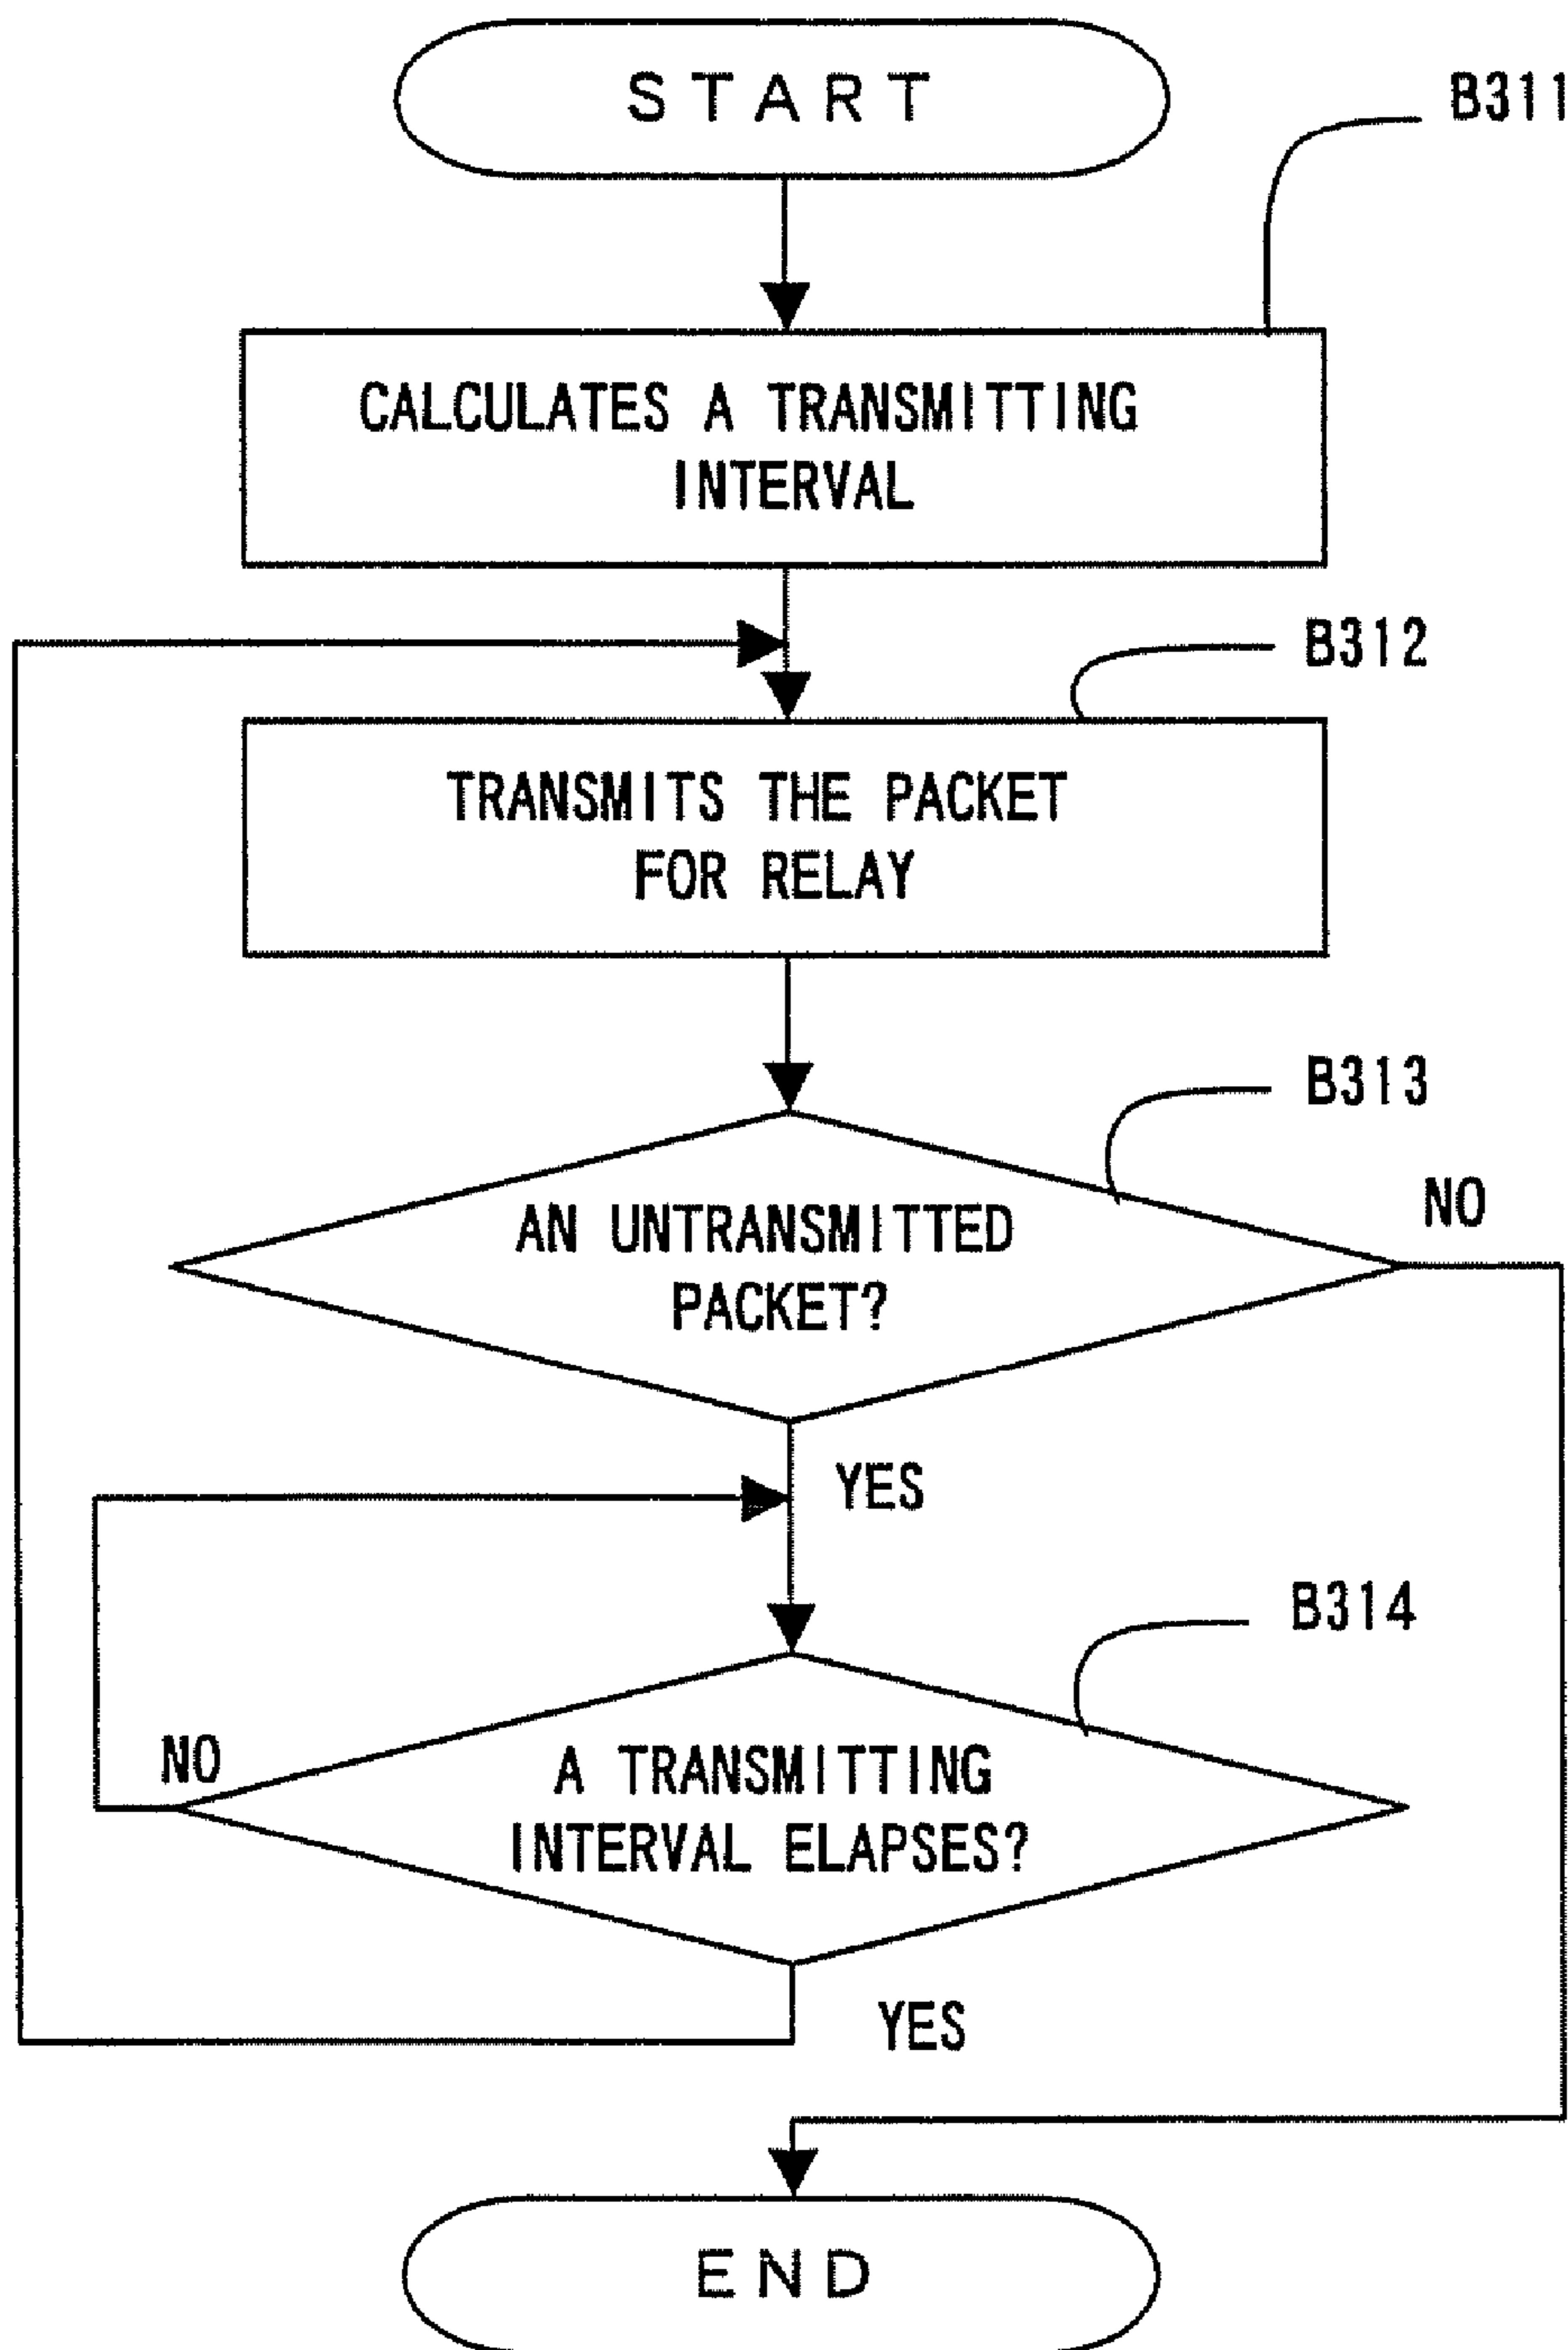 START
B311
CALCULATES A TRANSMITTING
INTERVAL
B312
TRANSMITS THE PACKET
FOR RELAY
B313
NO
AN UNTRANSMITTED
PACKET?
YES
B314
NO
A TRANSMITTING
INTERVAL ELAPSES?
YES
END